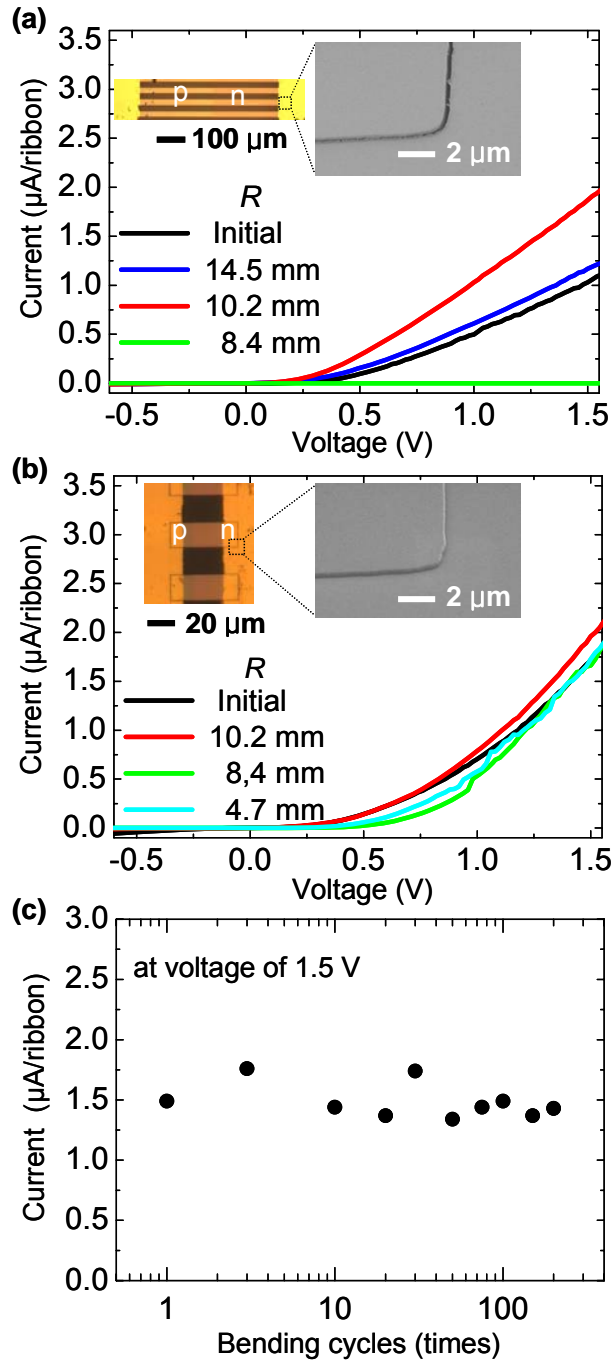 (a)
3.5
3.0
2.5
2.0
1.5
1.0
0.5
0.0
Current (μA/ribbon)
p n
100 μm
2 μm
R
Initial
14.5 mm
10.2 mm
8.4 mm
-0.5 0.0 0.5 1.0 1.5
Voltage (V)
(b)
3.5
3.0
2.5
2.0
1.5
1.0
0.5
0.0
Current (μA/ribbon)
p n
20 μm
2 μm
R
Initial
10.2 mm
8,4 mm
4.7 mm
-0.5 0.0 0.5 1.0 1.5
Voltage (V)
(c)
3.0
2.5
2.0
1.5
1.0
0.5
0.0
Current (μA/ribbon)
at voltage of 1.5 V
1 10 100
Bending cycles (times)